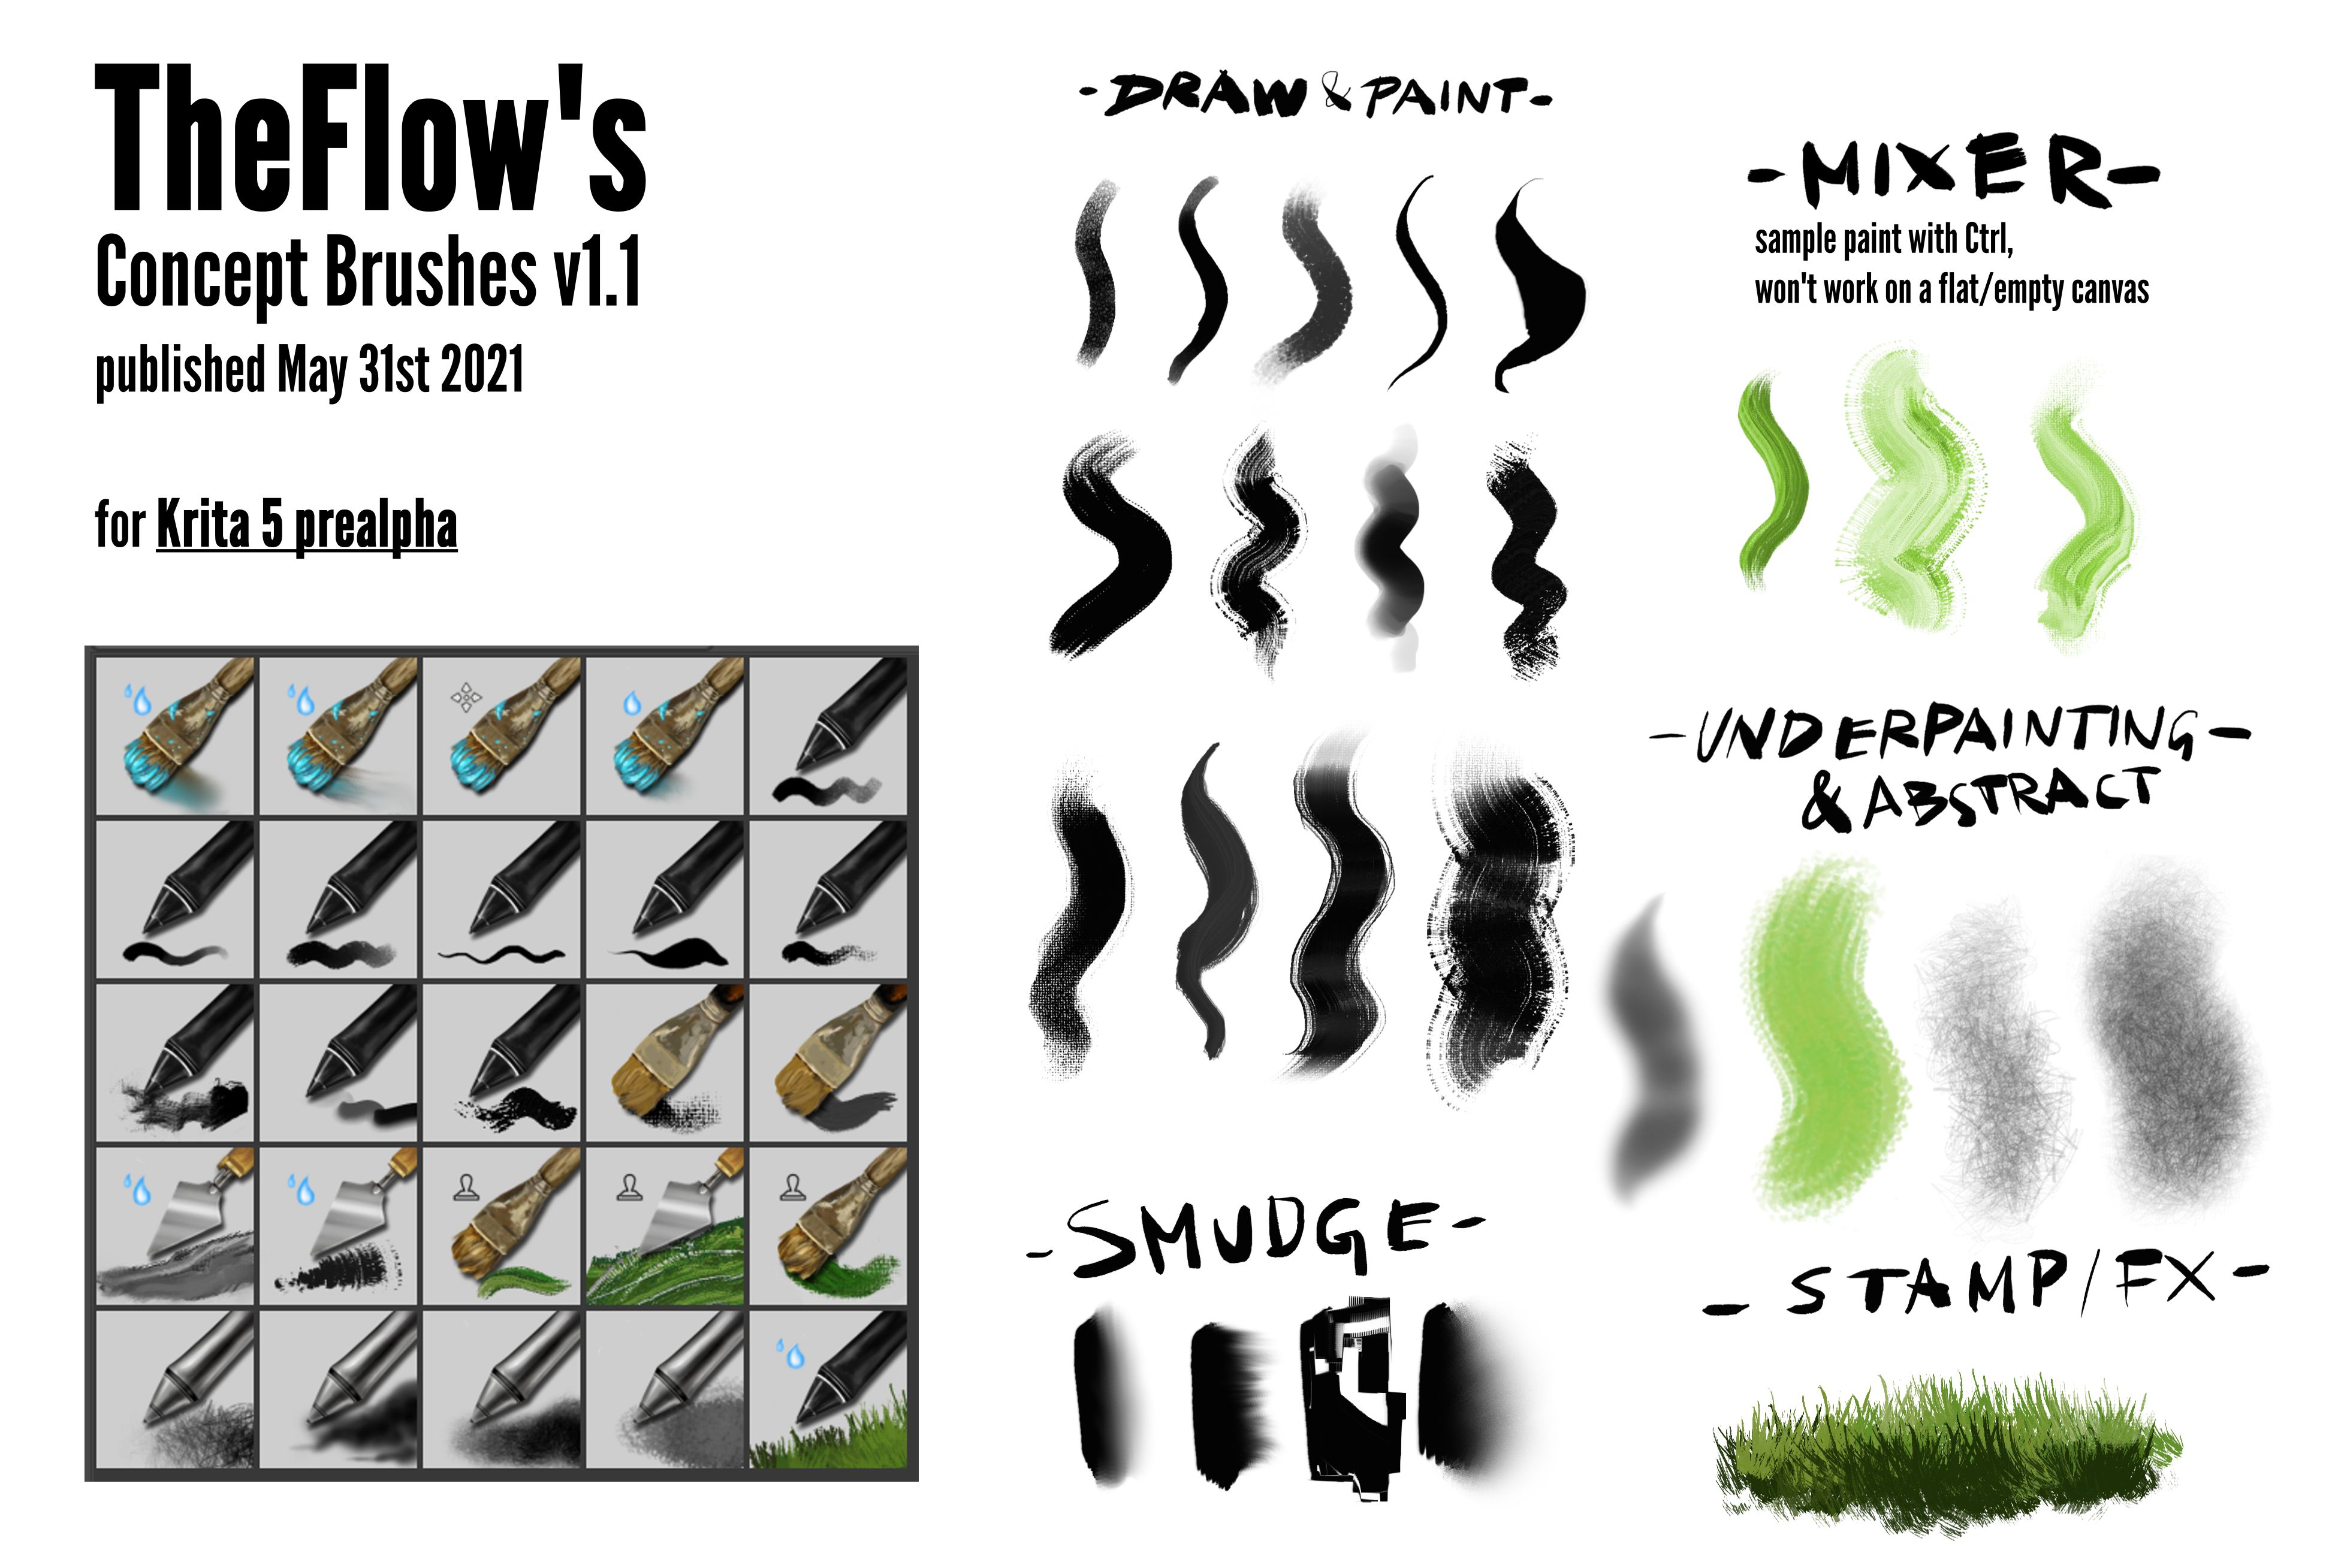 TheFlow's
Concept Brushes v1.1
published May 31st 2021
for Krita 5 prealpha
-DRAW & PAINT-
-MIXER-
sample paint with Ctrl,
won't work on a flat/empty canvas
-UNDERPAINTING-
& ABSTRACT
-SMUDGE-
- STAMP/FX -